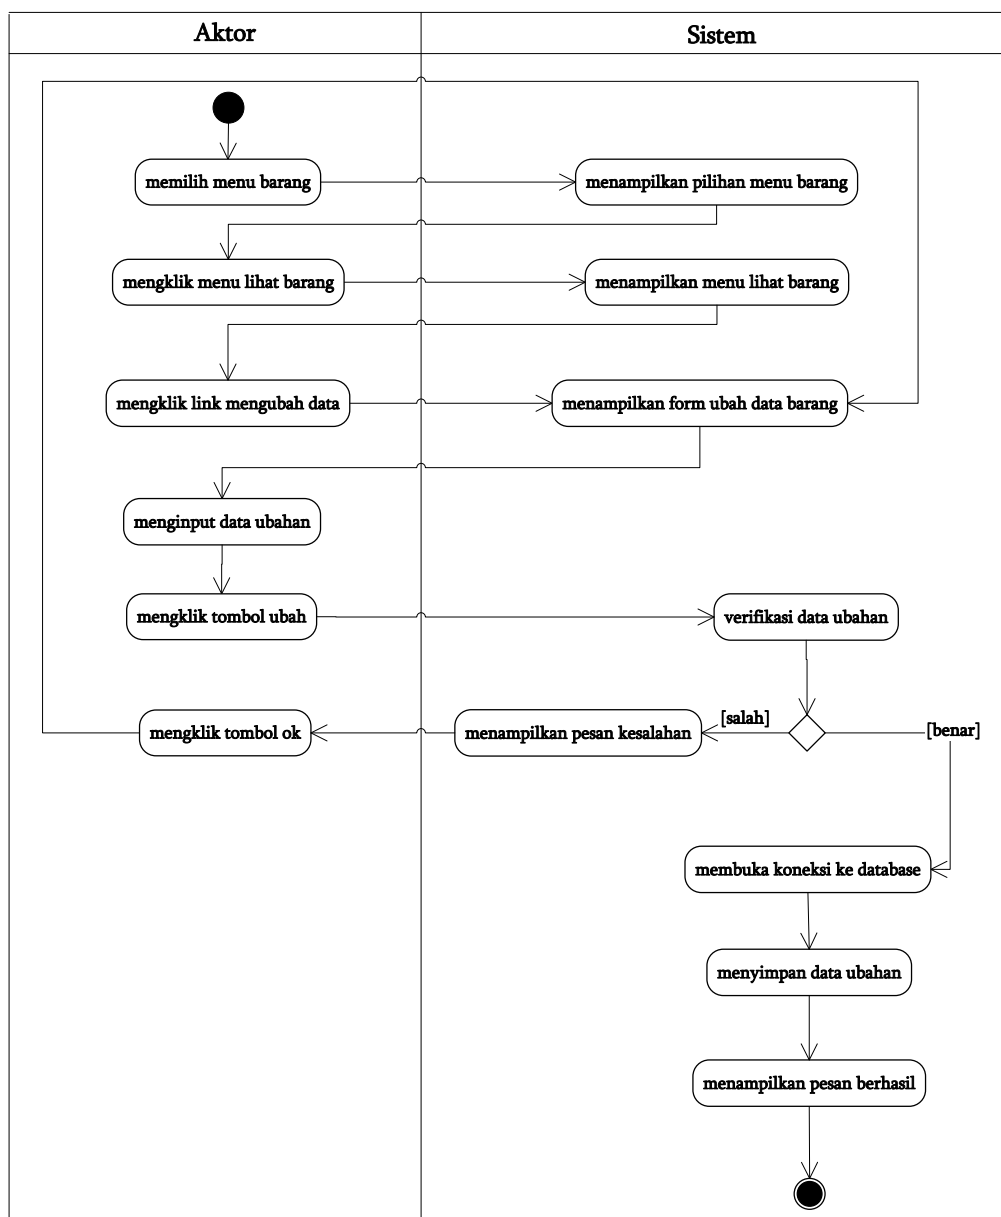 Aktor
Sistem
memilih menu barang
menampilkan pilihan menu barang
mengklik menu lihat barang
menampilkan menu lihat barang
mengklik link mengubah data
menampilkan form ubah data barang
menginput data ubahan
mengklik tombol ubah
verifikasi data ubahan
[salah]
[benar]
mengklik tombol ok
menampilkan pesan kesalahan
membuka koneksi ke database
menyimpan data ubahan
menampilkan pesan berhasil